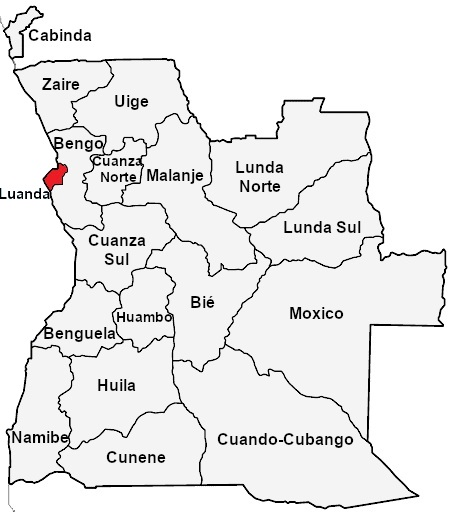 Cabinda
Zaire
Uige
Bengo
Cuanza
Norte
Malanje
Lunda
Norte
Luanda
Lunda Sul
Cuanza
Sul
Bié
Moxico
Huambo
Benguela
Huila
Namibe
Cunene
Cuando-Cubango